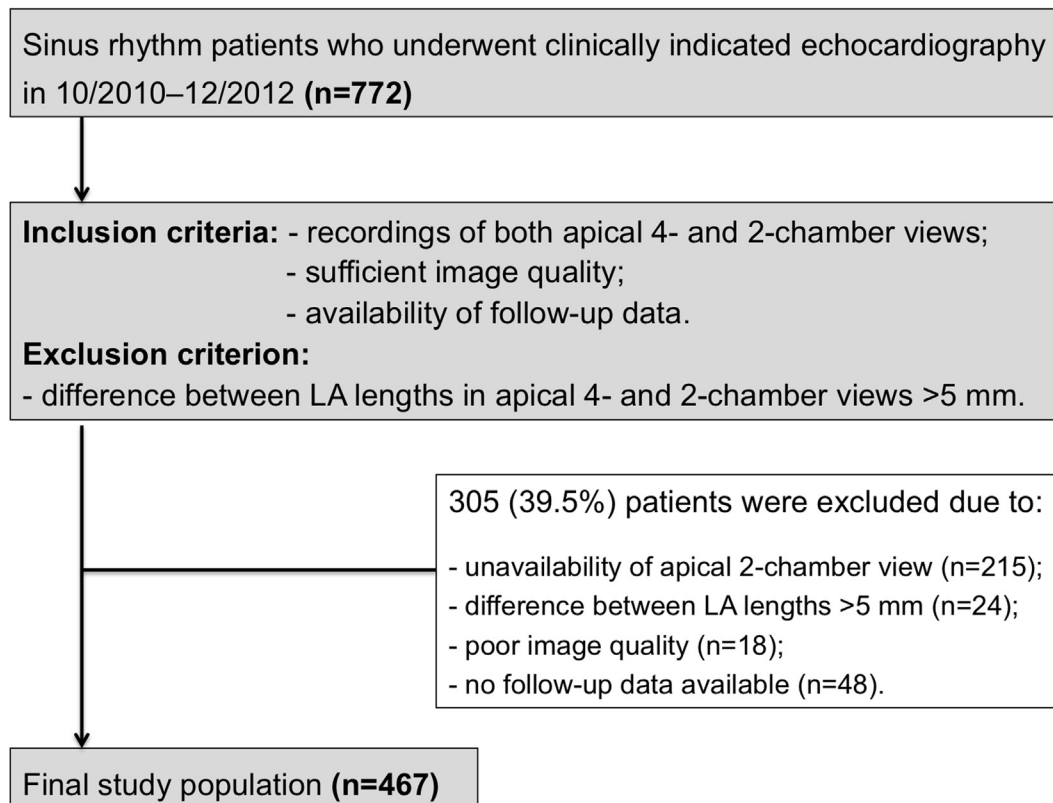 Sinus rhythm patients who underwent clinically indicated echocardiography
in 10/2010–12/2012 (n=772)
Inclusion criteria: - recordings of both apical 4- and 2-chamber views;
- sufficient image quality;
- availability of follow-up data.
Exclusion criterion:
- difference between LA lengths in apical 4- and 2-chamber views >5 mm.
305 (39.5%) patients were excluded due to:
- unavailability of apical 2-chamber view (n=215);
- difference between LA lengths >5 mm (n=24);
- poor image quality (n=18);
- no follow-up data available (n=48).
Final study population (n=467)